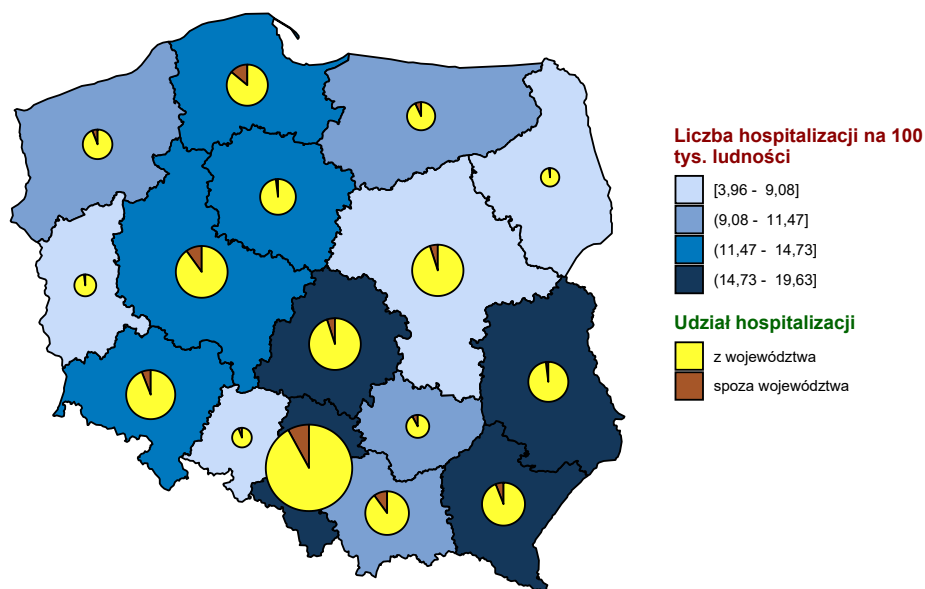 Liczba hospitalizacji na 100
tys. ludności
[3,96 - 9,08]
(9,08 - 11,47]
(11,47 - 14,73]
(14,73 - 19,63]
Udział hospitalizacji
z województwa
spoza województwa